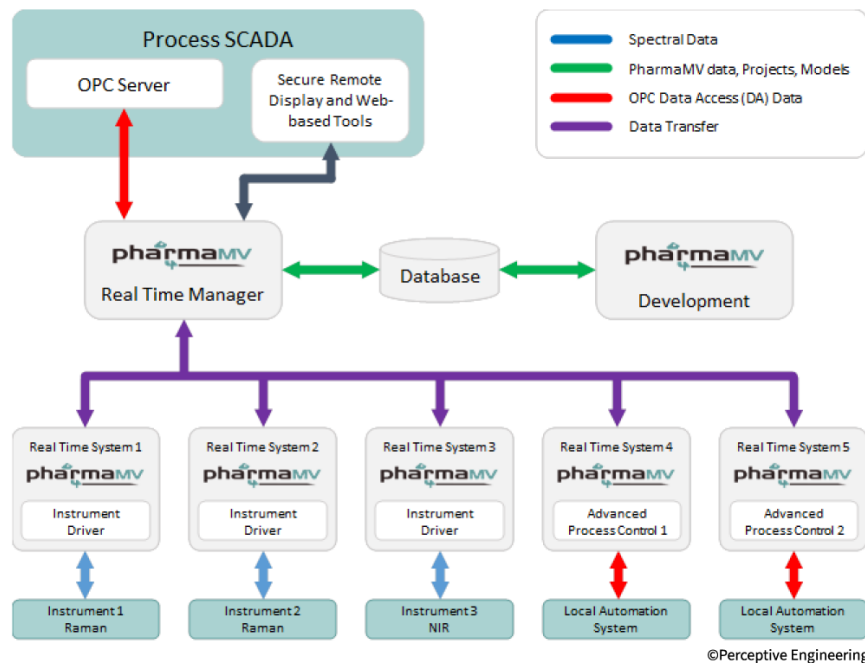 Process SCADA
OPC Server
Secure Remote
Display and Web-
based Tools
Spectral Data
PharmaMV data, Projects, Models
OPC Data Access (DA) Data
Data Transfer
pharmaMV
Real Time Manager
Database
pharmaMV
Development
Real Time System 1
pharmaMV
Instrument
Driver
Real Time System 2
pharmaMV
Instrument
Driver
Real Time System 3
pharmaMV
Instrument
Driver
Real Time System 4
pharmaMV
Advanced
Process Control 1
Real Time System 5
pharmaMV
Advanced
Process Control 2
Instrument 1
Raman
Instrument 2
Raman
Instrument 3
NIR
Local Automation
System
Local Automation
System
©Perceptive Engineering